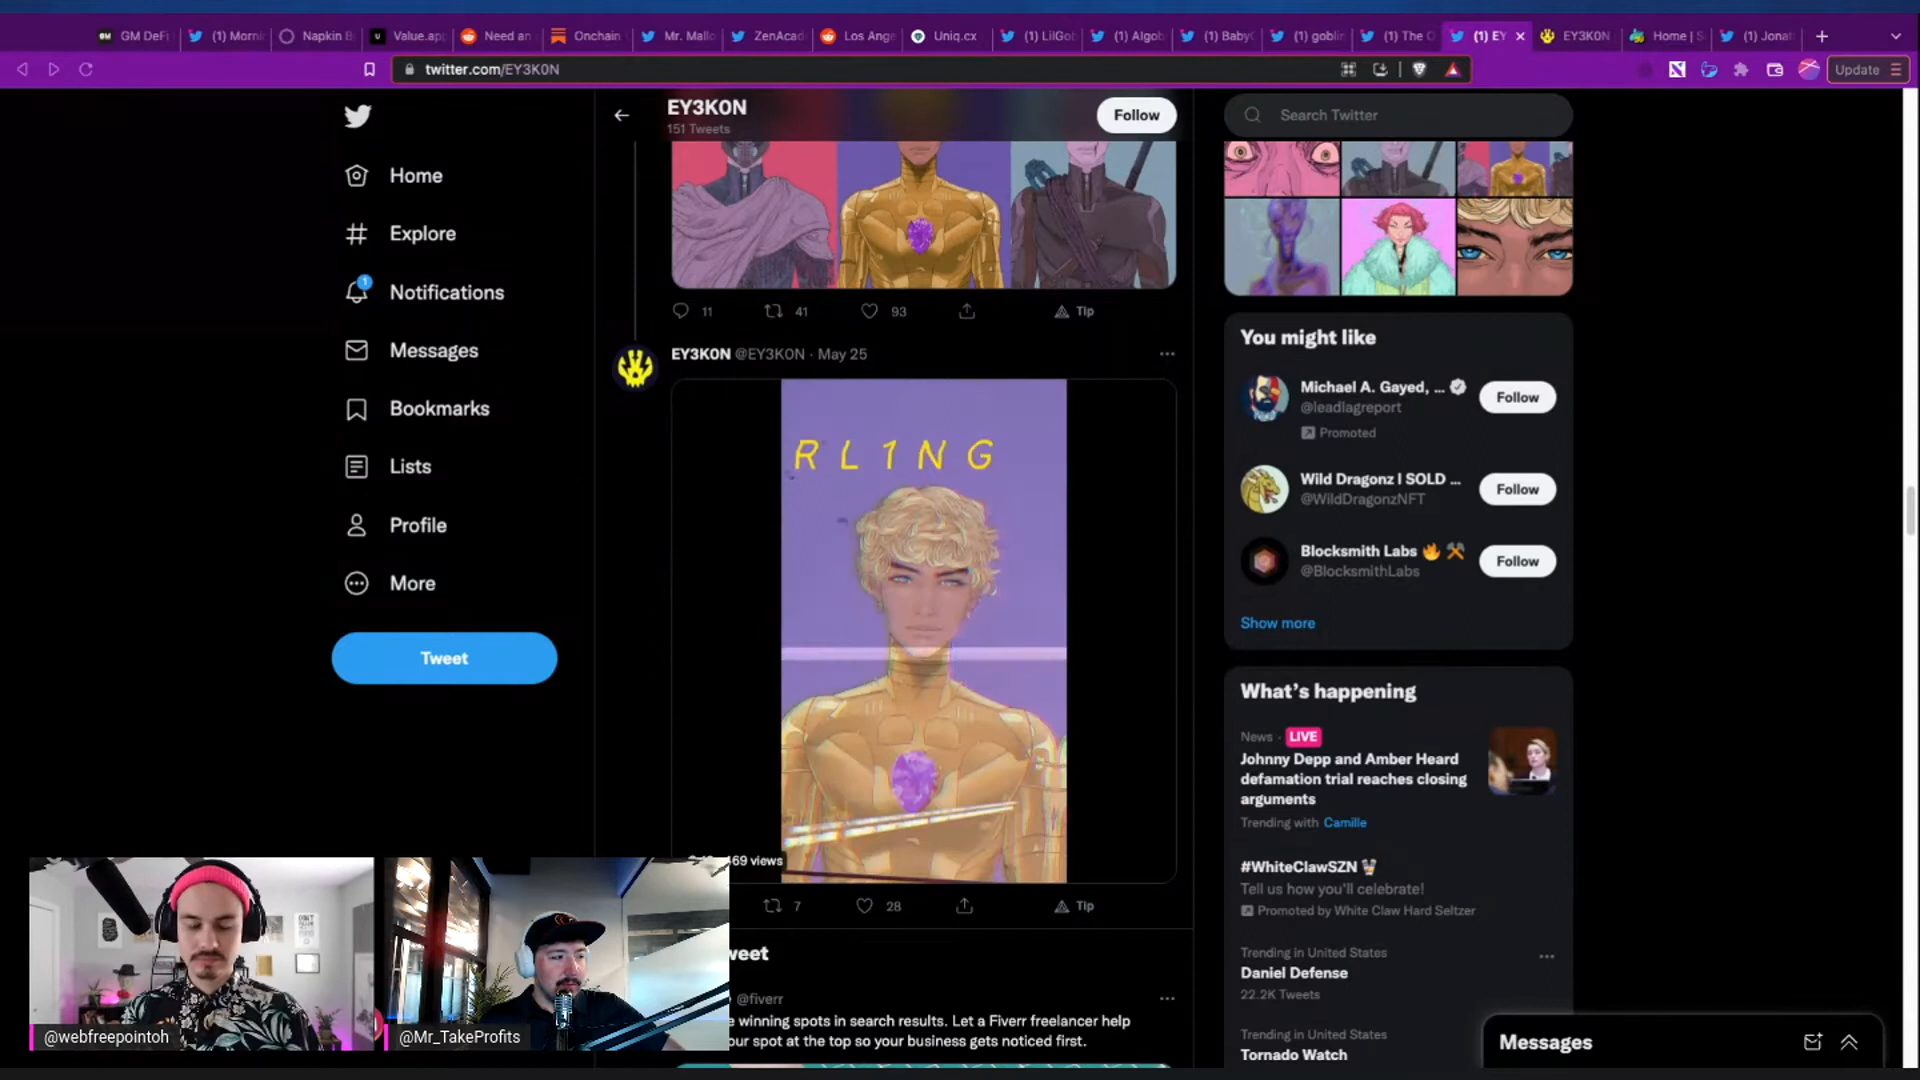 GM DeFi
(1) Morni
Napkin B
Value.app
Need an
Onchain
Mr. Mallo
ZenAcad
Los Ange
Uniq.cx
(1) LilGob
(1) Algob
(1) BabyG
(1) goblin
(1) The O
(1) EY
EY3K0N
Home | S
(1) Jonat
twitter.com/EY3K0N
Update
Home
Explore
1
Notifications
Messages
Bookmarks
Lists
Profile
More
Tweet
EY3K0N
151 Tweets
Follow
11
41
93
Tip
EY3K0N @EY3K0N · May 25
RL1NG
469 views
7
28
Tip
weet
@fiverr
e winning spots in search results. Let a Fiverr freelancer help
our spot at the top so your business gets noticed first.
Search Twitter
You might like
Michael A. Gayed, ...
@leadlagreport
Promoted
Follow
Wild Dragonz I SOLD ...
@WildDragonzNFT
Follow
Blocksmith Labs
@BlocksmithLabs
Follow
Show more
What's happening
News · LIVE
Johnny Depp and Amber Heard
defamation trial reaches closing
arguments
Trending with Camille
#WhiteClawSZN
Tell us how you'll celebrate!
Promoted by White Claw Hard Seltzer
Trending in United States
Daniel Defense
22.2K Tweets
Trending in United States
Tornado Watch
Messages
@webfreepointoh
@Mr_TakeProfits